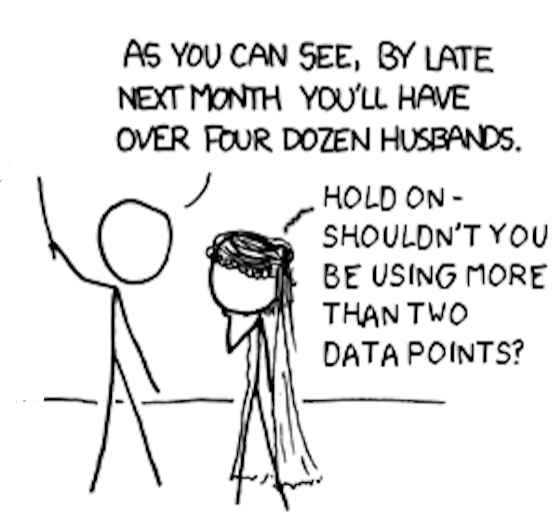 AS YOU CAN SEE, BY LATE
NEXT MONTH YOU'LL HAVE
OVER FOUR DOZEN HUSBANDS.
HOLD ON-
SHOULDN'T YOU
BE USING MORE
THAN TWO
DATA POINTS?